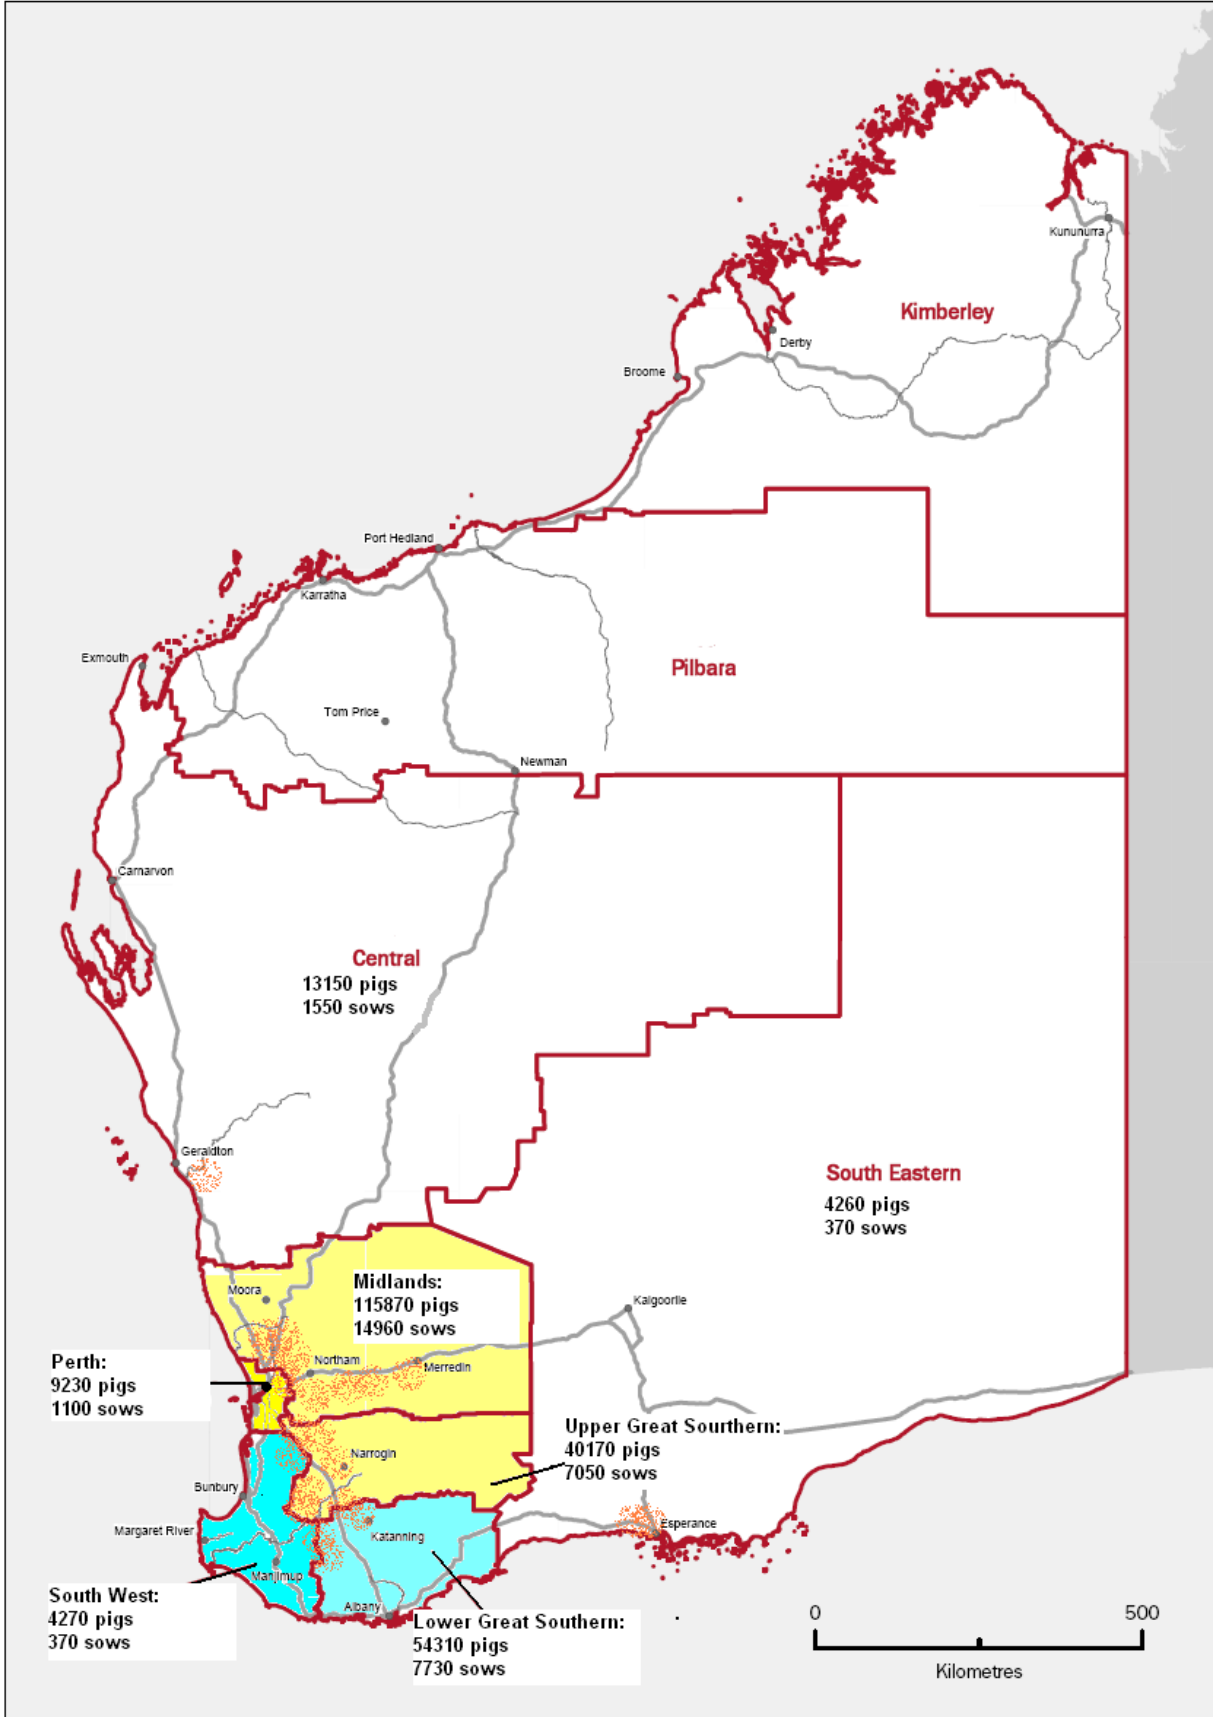 Kununurra
Kimberley
Derby
Broome
Port Hedland
Karratha
Exmouth
Pilbara
Tom Price
Newman
Carnarvon
Central
13150 pigs
1550 sows
Geraldton
South Eastern
4260 pigs
370 sows
Midlands:
115870 pigs
14960 sows
Moora
Kalgoorlie
Perth:
9230 pigs
1100 sows
Northam
Merredin
Upper Great Sourthern:
40170 pigs
7050 sows
Narrogin
Bunbury
Margaret River
Katanning
Esperance
Manjimup
South West:
4270 pigs
370 sows
Albany
Lower Great Southern:
54310 pigs
7730 sows
0 500
Kilometres